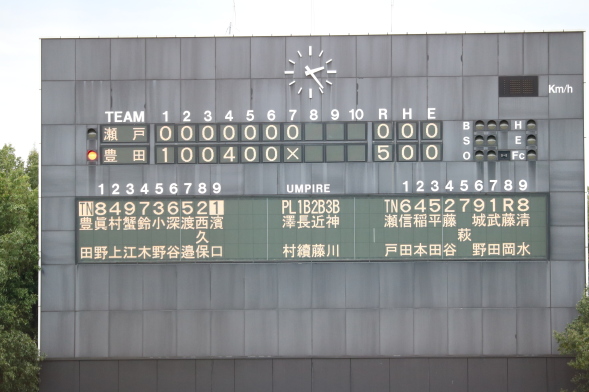 TEAM 1 2 3 4 5 6 7 8 9 10 R H E
瀬戸 0 0 0 0 0 0 0 0 0 0
豊田 1 0 0 4 0 0 × 5 0 0
Km/h
B H
S E
O Fc
1 2 3 4 5 6 7 8 9 UMPIRE 1 2 3 4 5 6 7 8 9
TN 8 4 9 7 3 6 5 2 1 PL 1B 2B 3B TN 6 4 5 2 7 9 1 R 8
豊 眞 村 蟹 鈴 小 深 渡 西 濱 澤 長 近 神 瀬 信 稲 平 藤 城 武 藤 清
久 萩
田 野 上 江 木 野 谷 邉 保 口 村 續 藤 川 戸 田 本 田 谷 野 田 岡 水